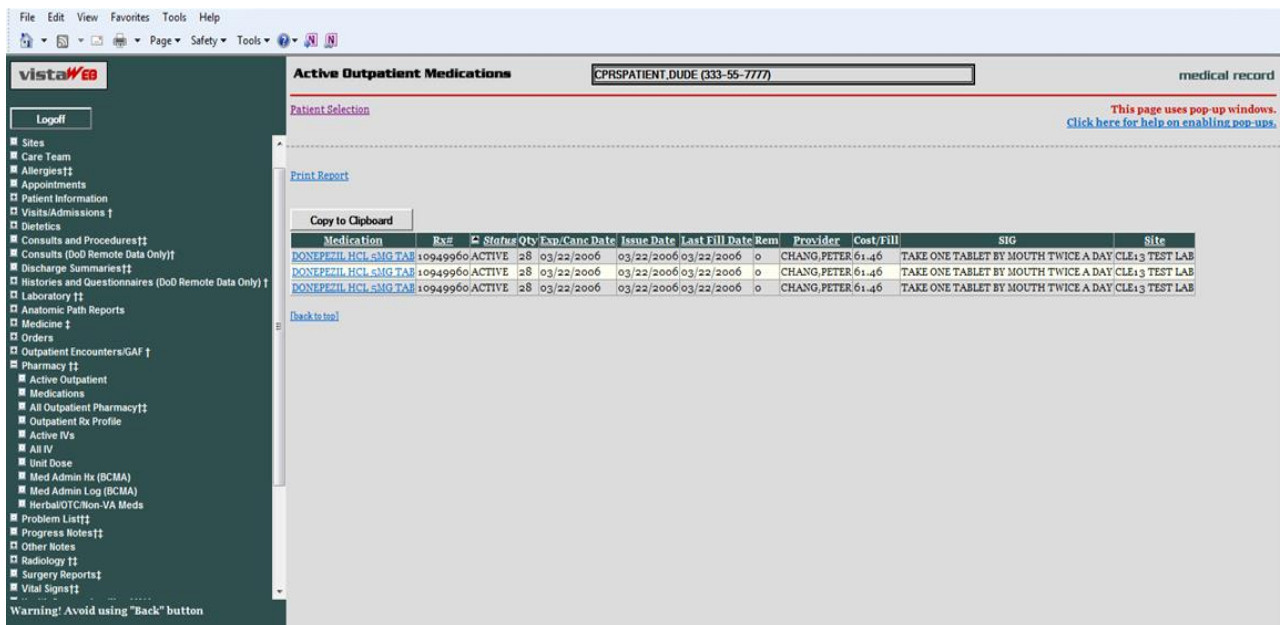 File Edit View Favorites Tools Help
Page Safety Tools
vistaWEB
Logoff
Sites
Care Team
Allergies†‡
Appointments
Patient Information
Visits/Admissions †
Dietetics
Consults and Procedures†‡
Consults (DoD Remote Data Only)†
Discharge Summaries†‡
Histories and Questionnaires (DoD Remote Data Only) †
Laboratory †‡
Anatomic Path Reports
Medicine ‡
Orders
Outpatient Encounters/GAF †
Pharmacy †‡
Active Outpatient
Medications
All Outpatient Pharmacy†‡
Outpatient Rx Profile
Active IVs
All IV
Unit Dose
Med Admin Hx (BCMA)
Med Admin Log (BCMA)
Herbal/OTC/Non-VA Meds
Problem List†‡
Progress Notes†‡
Other Notes
Radiology †‡
Surgery Reports‡
Vital Signs†‡
Warning! Avoid using "Back" button
Active Outpatient Medications CPRSPATIENT,DUDE (333-55-7777) medical record
Patient Selection This page uses pop-up windows.
Click here for help on enabling pop-ups.
Print Report
Copy to Clipboard
Medication Rx# Status Qty Exp/Canc Date Issue Date Last Fill Date Rem Provider Cost/Fill SIG Site
DONEPEZIL HCL 5MG TAB 10949960 ACTIVE 28 03/22/2006 03/22/2006 03/22/2006 0 CHANG,PETER 61.46 TAKE ONE TABLET BY MOUTH TWICE A DAY CLE13 TEST LAB
DONEPEZIL HCL 5MG TAB 10949960 ACTIVE 28 03/22/2006 03/22/2006 03/22/2006 0 CHANG,PETER 61.46 TAKE ONE TABLET BY MOUTH TWICE A DAY CLE13 TEST LAB
DONEPEZIL HCL 5MG TAB 10949960 ACTIVE 28 03/22/2006 03/22/2006 03/22/2006 0 CHANG,PETER 61.46 TAKE ONE TABLET BY MOUTH TWICE A DAY CLE13 TEST LAB
[back to top]